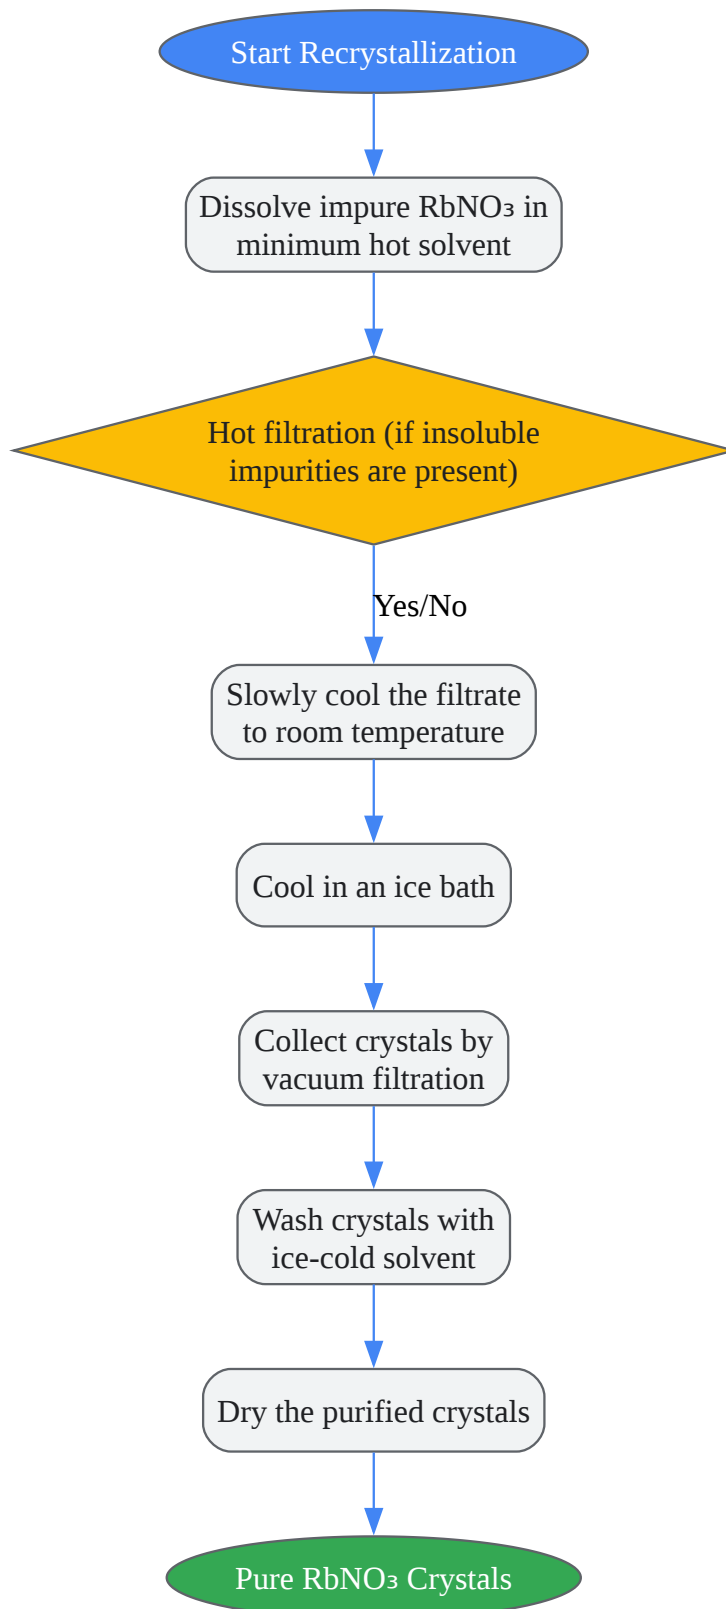 Start Recrystallization
Dissolve impure RbNO₃ in
minimum hot solvent
Hot filtration (if insoluble
impurities are present)
Yes/No
Slowly cool the filtrate
to room temperature
Cool in an ice bath
Collect crystals by
vacuum filtration
Wash crystals with
ice-cold solvent
Dry the purified crystals
Pure RbNO₃ Crystals